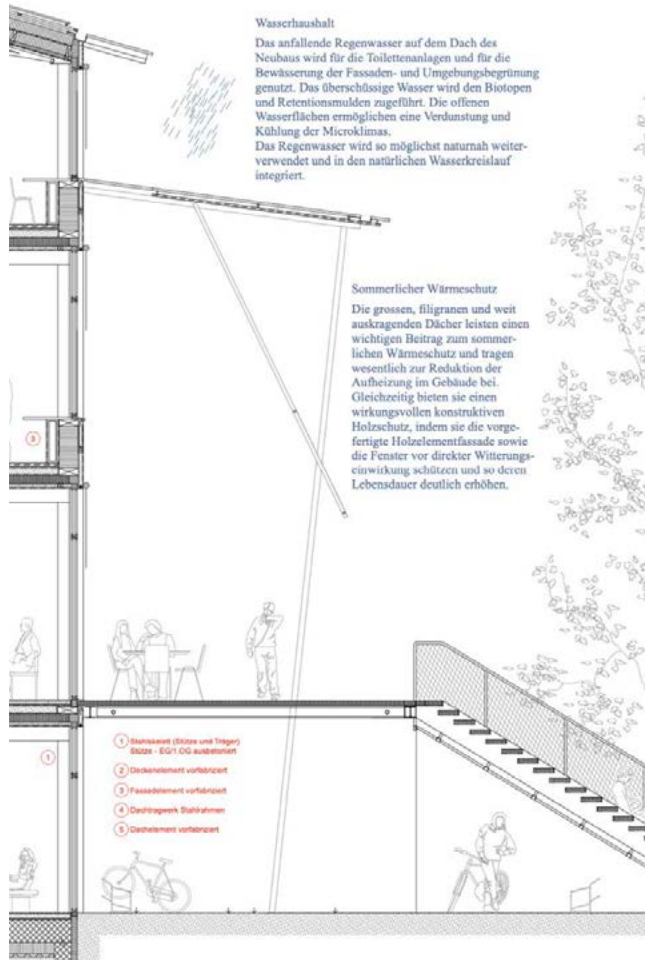 Wasserhaushalt
Das anfallende Regenwasser auf dem Dach des
Neubaus wird für die Toilettenanlagen und für die
Bewässerung der Fassaden- und Umgebungsbegrünung
genutzt. Das überschüssige Wasser wird den Biotopen
und Retentionsmulden zugeführt. Die offenen
Wasserflächen ermöglichen eine Verdunstung und
Kühlung der Microklimas.
Das Regenwasser wird so möglichst naturnah weiter-
verwendet und in den natürlichen Wasserkreislauf
integriert.
Sommerlicher Wärmeschutz
Die grossen, filigranen und weit
auskragenden Dächer leisten einen
wichtigen Beitrag zum sommer-
lichen Wärmeschutz und tragen
wesentlich zur Reduktion der
Aufheizung im Gebäude bei.
Gleichzeitig bieten sie einen
wirkungsvollen konstruktiven
Holzschutz, indem sie die vorge-
fertigte Holzelementfassade sowie
die Fenster vor direkter Witterungs-
einwirkung schützen und so deren
Lebensdauer deutlich erhöhen.
3
1
1 Stahlskelett (Stütze und Träger)
Stütze - EG/1.OG ausbetoniert
2 Deckenelement vorfabriziert
3 Fassadelement vorfabriziert
4 Dachtragwerk Stahlrahmen
5 Dachelement vorfabriziert